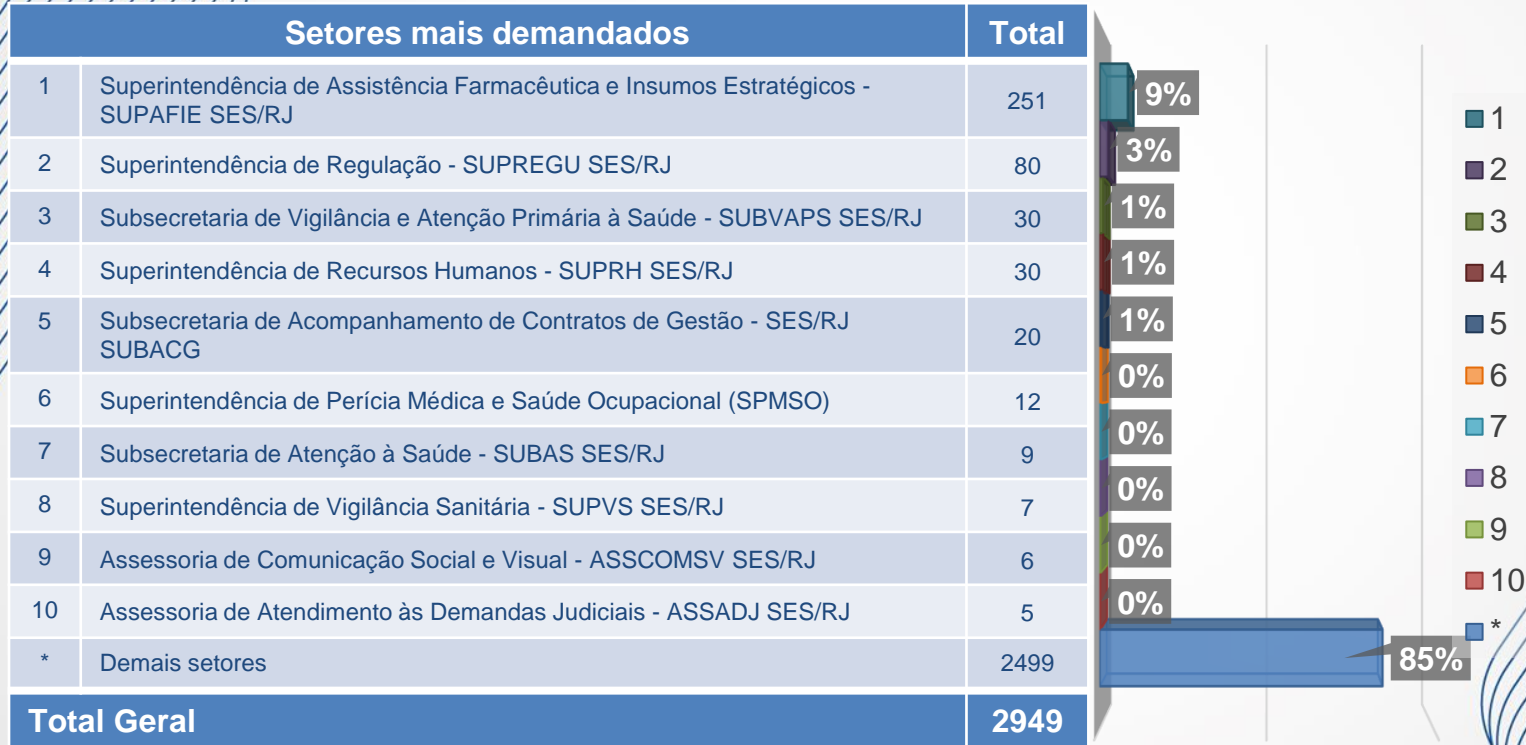 Setores mais demandados Total
1 Superintendência de Assistência Farmacêutica e Insumos Estratégicos -
SUPAFIE SES/RJ 251
2 Superintendência de Regulação - SUPREGU SES/RJ 80
3 Subsecretaria de Vigilância e Atenção Primária à Saúde - SUBVAPS SES/RJ 30
4 Superintendência de Recursos Humanos - SUPRH SES/RJ 30
5 Subsecretaria de Acompanhamento de Contratos de Gestão - SES/RJ
SUBACG 20
6 Superintendência de Perícia Médica e Saúde Ocupacional (SPMSO) 12
7 Subsecretaria de Atenção à Saúde - SUBAS SES/RJ 9
8 Superintendência de Vigilância Sanitária - SUPVS SES/RJ 7
9 Assessoria de Comunicação Social e Visual - ASSCOMSV SES/RJ 6
10 Assessoria de Atendimento às Demandas Judiciais - ASSADJ SES/RJ 5
* Demais setores 2499
Total Geral 2949
9%
3%
1%
1%
1%
0%
0%
0%
0%
0%
85%
1
2
3
4
5
6
7
8
9
10
*